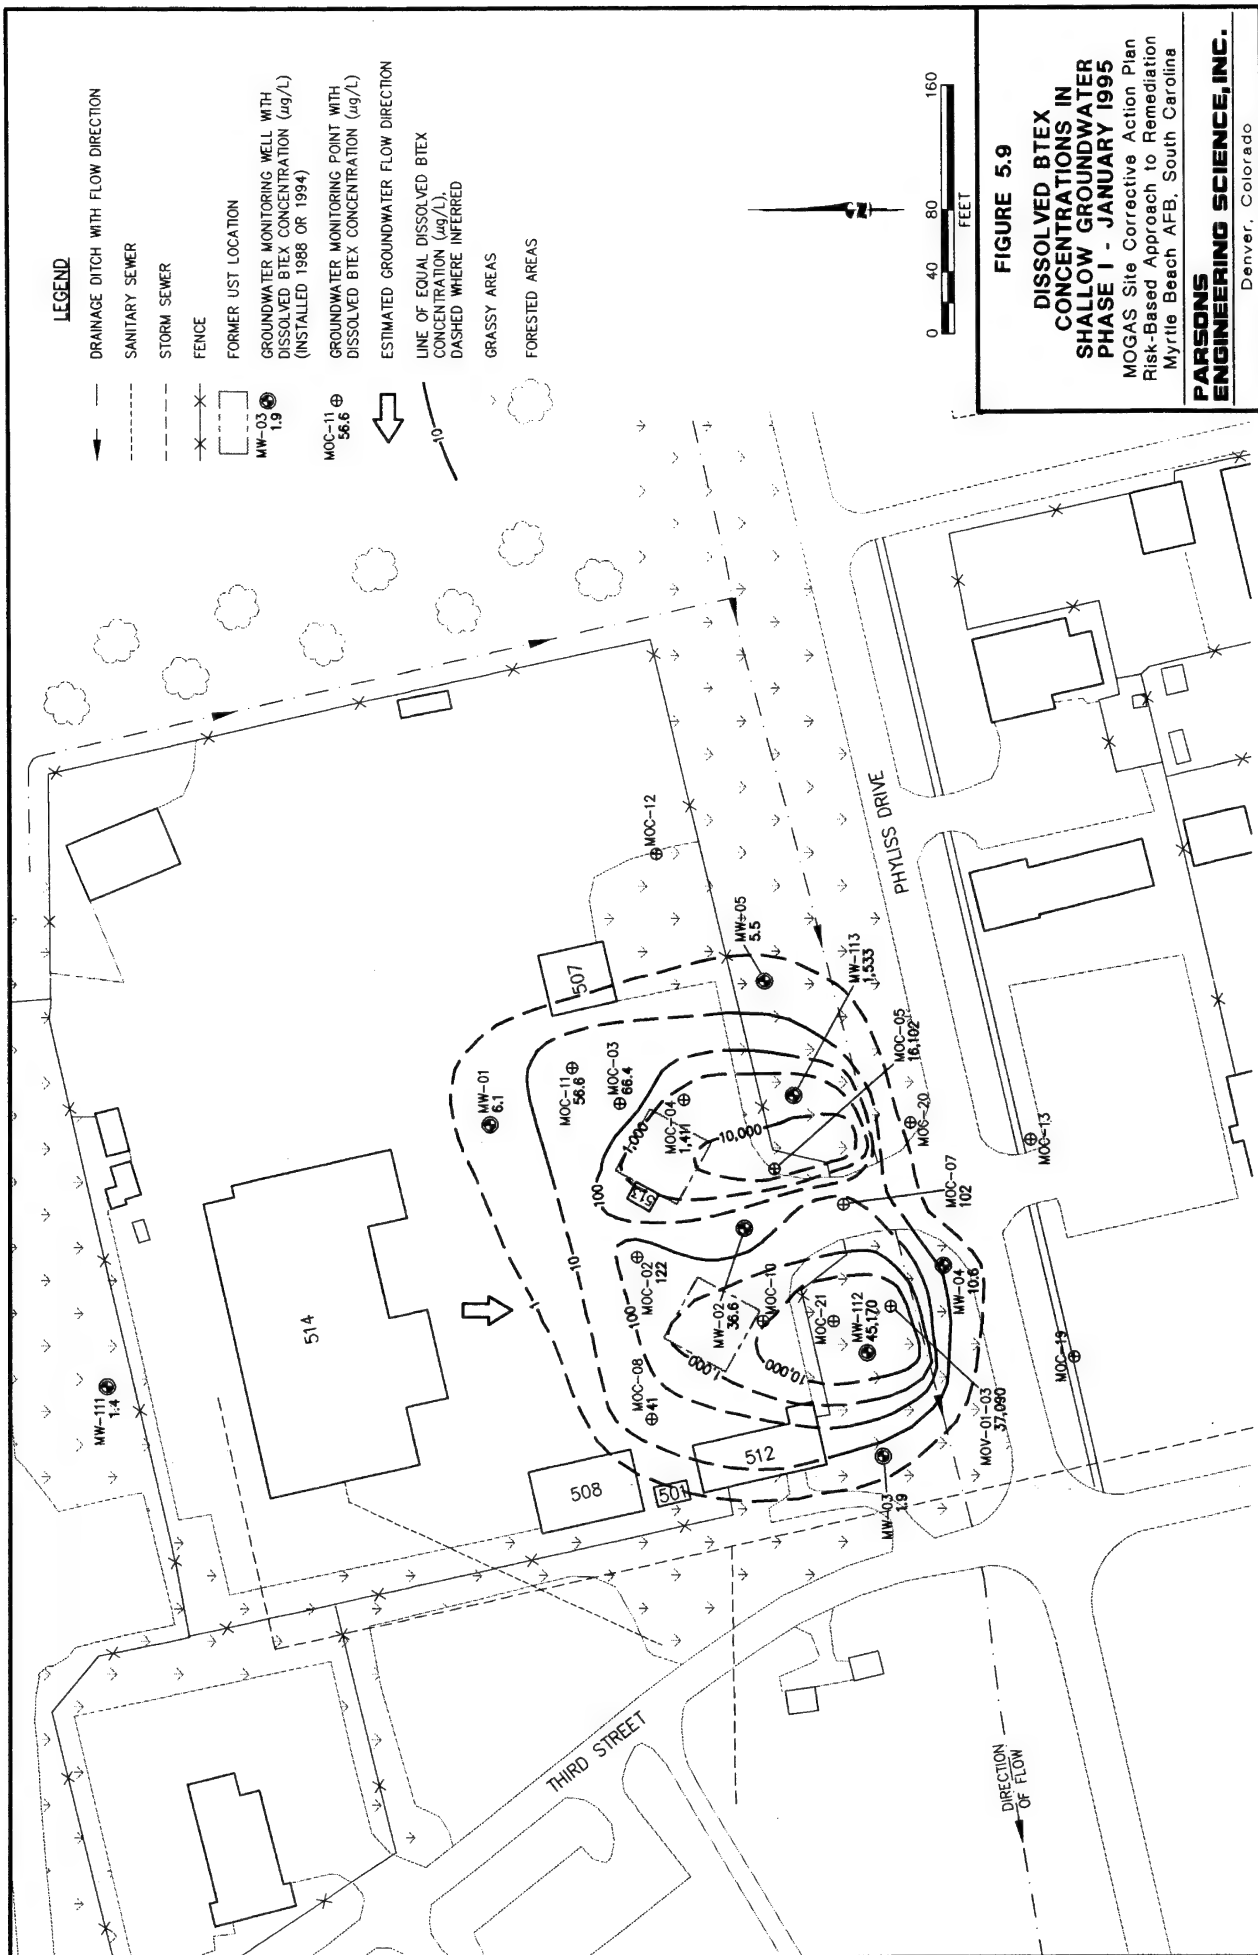 LEGEND
DRAINAGE DITCH WITH FLOW DIRECTION
SANITARY SEWER
STORM SEWER
FENCE
FORMER UST LOCATION
MW-03
1.9
GROUNDWATER MONITORING WELL WITH
DISSOLVED BTEX CONCENTRATION (ug/L)
(INSTALLED 1988 OR 1994)
MOC-11
56.6
GROUNDWATER MONITORING POINT WITH
DISSOLVED BTEX CONCENTRATION (ug/L)
ESTIMATED GROUNDWATER FLOW DIRECTION
10
LINE OF EQUAL DISSOLVED BTEX
CONCENTRATION (ug/L),
DASHED WHERE INFERRED
GRASSY AREAS
FORESTED AREAS
MW-111
1.4
514
508
501
512
507
513
MW-01
6.1
MOC-11
56.6
MOC-03
66.4
MOC-04
1,411
MOC-12
MW-05
5.5
MW-113
1,533
MOC-05
16,102
MOC-20
MOC-07
102
MOC-13
MOC-02
122
MOC-08
41
MW-02
36.6
MOC-10
MOC-21
MW-112
45,170
MW-04
10.6
MOV-01-03
37,090
MW-03
1.9
MOC-19
1
10
100
100
1,000
1,000
10,000
10,000
PHYLISS DRIVE
THIRD STREET
DIRECTION
OF FLOW
0 40 80 160
FEET
FIGURE 5.9
DISSOLVED BTEX
CONCENTRATIONS IN
SHALLOW GROUNDWATER
PHASE I - JANUARY 1995
MOGAS Site Corrective Action Plan
Risk-Based Approach to Remediation
Myrtle Beach AFB, South Carolina
PARSONS
ENGINEERING SCIENCE, INC.
Denver, Colorado